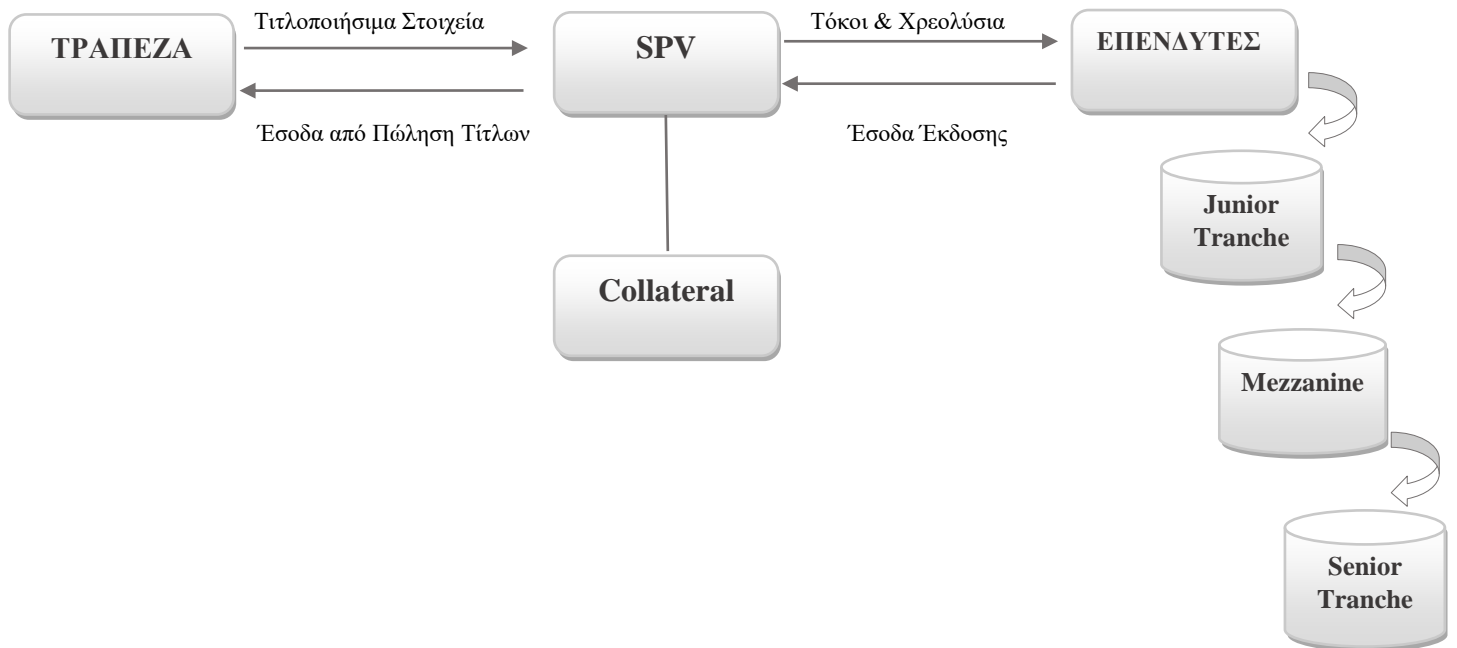 Τιτλοποιήσιμα Στοιχεία
Τόκοι & Χρεολύσια
ΤΡΑΠΕΖΑ
SPV
ΕΠΕΝΔΥΤΕΣ
Έσοδα από Πώληση Τίτλων
Έσοδα Έκδοσης
Junior
Tranche
Collateral
Mezzanine
Senior
Tranche